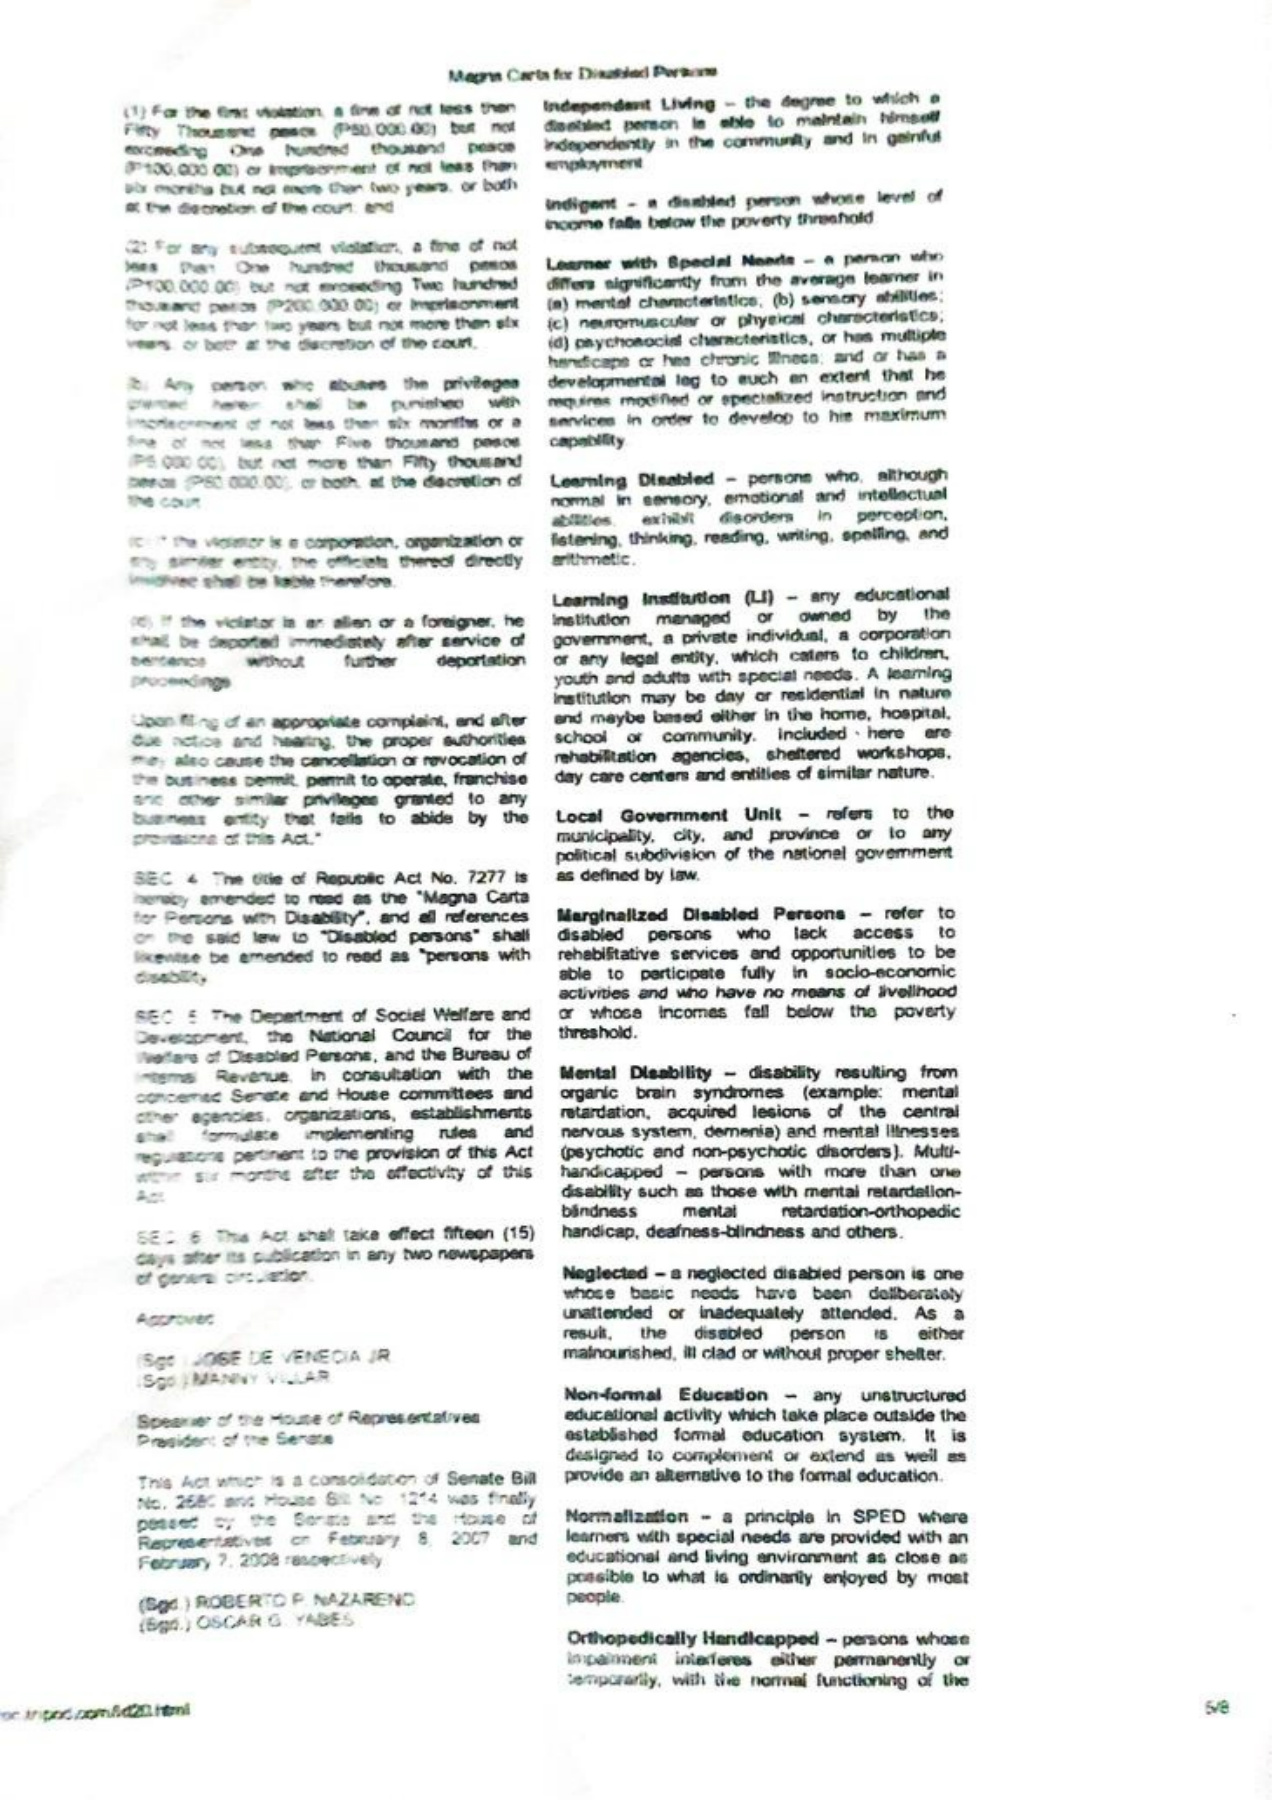 Magna Carta for Disabled Persons
(1) For the first violation, a fine of not less than
Fifty Thousand pesos (P50,000.00) but not
exceeding One hundred thousand pesos
(P100,000.00) or imprisonment of not less than
six months but not more than two years, or both
at the discretion of the court; and
(2) For any subsequent violation, a fine of not
less than One hundred thousand pesos
(P100,000.00) but not exceeding Two hundred
thousand pesos (P200,000.00) or imprisonment
for not less than two years but not more than six
years, or both at the discretion of the court.
(b) Any person who abuses the privileges
granted herein shall be punished with
imprisonment of not less than six months or a
fine of not less than Five thousand pesos
(P5,000.00), but not more than Fifty thousand
pesos (P50,000.00), or both, at the discretion of
the court.
(c) If the violator is a corporation, organization or
any similar entity, the officials thereof directly
involved shall be liable therefore.
(d) If the violator is an alien or a foreigner, he
shall be deported immediately after service of
sentence without further deportation
proceedings.
Upon filing of an appropriate complaint, and after
due notice and hearing, the proper authorities
may also cause the cancellation or revocation of
the business permit, permit to operate, franchise
and other similar privileges granted to any
business entity that fails to abide by the
provisions of this Act."
SEC. 4. The title of Republic Act No. 7277 is
hereby amended to read as the "Magna Carta
for Persons with Disability", and all references
on the said law to "Disabled persons" shall
likewise be amended to read as "persons with
disability.
SEC. 5. The Department of Social Welfare and
Development, the National Council for the
Welfare of Disabled Persons, and the Bureau of
Internal Revenue, in consultation with the
concerned Senate and House committees and
other agencies, organizations, establishments
shall formulate implementing rules and
regulations pertinent to the provision of this Act
within six months after the effectivity of this
Act.
SEC. 6. This Act shall take effect fifteen (15)
days after its publication in any two newspapers
of general circulation.
Approved
(Sgd.) JOSE DE VENECIA JR
(Sgd.) MANNY VILLAR
Speaker of the House of Representatives
President of the Senate
This Act which is a consolidation of Senate Bill
No. and House Bill No. 1214 was finally
passed by the Senate and the House of
Representatives on February 8, 2007 and
February 7, 2008 respectively
(Sgd.) ROBERTO P. NAZARENO
(Sgd.) OSCAR G. YABES
Independent Living – the degree to which a
disabled person is able to maintain himself
independently in the community and in gainful
employment
Indigent – a disabled person whose level of
income falls below the poverty threshold
Learner with Special Needs – a person who
differs significantly from the average learner in
(a) mental characteristics, (b) sensory abilities;
(c) neuromuscular or physical characteristics;
(d) psychosocial characteristics, or has multiple
handicaps or has chronic illness; and or has a
developmental lag to such an extent that he
requires modified or specialized instruction and
services in order to develop to his maximum
capability
Learning Disabled – persons who, although
normal in sensory, emotional and intellectual
abilities, exhibit disorders in perception,
listening, thinking, reading, writing, spelling, and
arithmetic.
Learning Institution (LI) – any educational
institution managed or owned by the
government, a private individual, a corporation
or any legal entity, which caters to children,
youth and adults with special needs. A learning
institution may be day or residential in nature
and maybe based either in the home, hospital,
school or community. Included · here are
rehabilitation agencies, sheltered workshops,
day care centers and entities of similar nature.
Local Government Unit – refers to the
municipality, city, and province or to any
political subdivision of the national government
as defined by law.
Marginalized Disabled Persons – refer to
disabled persons who lack access to
rehabilitative services and opportunities to be
able to participate fully in socio-economic
activities and who have no means of livelihood
or whose incomes fall below the poverty
threshold.
Mental Disability – disability resulting from
organic brain syndromes (example: mental
retardation, acquired lesions of the central
nervous system, demenia) and mental illnesses
(psychotic and non-psychotic disorders). Multi-
handicapped – persons with more than one
disability such as those with mental retardation-
blindness mental retardation-orthopedic
handicap, deafness-blindness and others.
Neglected – a neglected disabled person is one
whose basic needs have been deliberately
unattended or inadequately attended. As a
result, the disabled person is either
malnourished, ill clad or without proper shelter.
Non-formal Education – any unstructured
educational activity which take place outside the
established formal education system. It is
designed to complement or extend as well as
provide an alternative to the formal education.
Normalization – a principle in SPED where
learners with special needs are provided with an
educational and living environment as close as
possible to what is ordinarily enjoyed by most
people.
Orthopedically Handicapped – persons whose
impairment interferes either permanently or
temporarily, with the normal functioning of the
tripod.com/id20.html
5/8